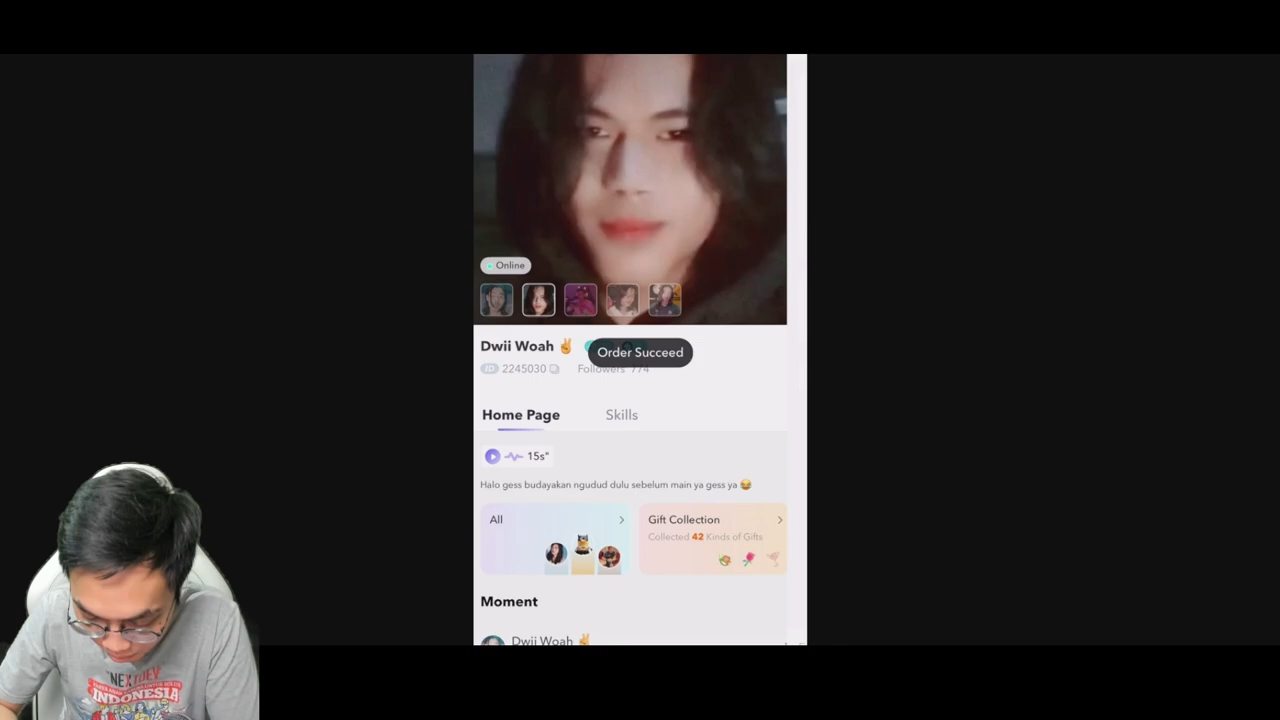 Online
Dwii Woah ✌
Order Succeed
ID 2245030
Followers 774
Home Page
Skills
15s"
Halo gess budayakan ngudud dulu sebelum main ya gess ya 😂
All
Gift Collection
Collected 42 Kinds of Gifts
Moment
Dwii Woah ✌
INDONESIA